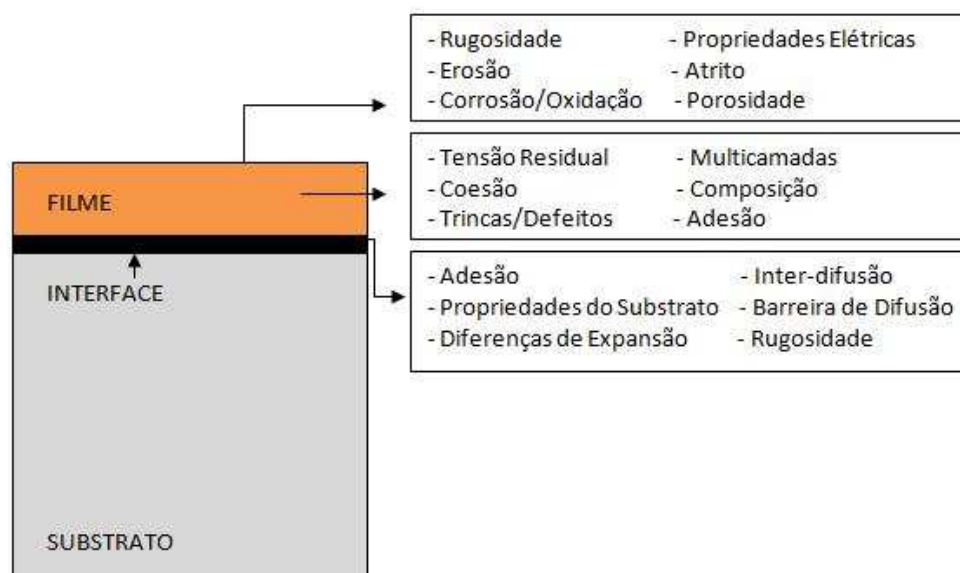 - Rugosidade - Propriedades Elétricas
- Erosão - Atrito
- Corrosão/Oxidação - Porosidade
- Tensão Residual - Multicamadas
- Coesão - Composição
- Trincas/Defeitos - Adesão
FILME
- Adesão - Inter-difusão
- Propriedades do Substrato - Barreira de Difusão
- Diferenças de Expansão - Rugosidade
INTERFACE
SUBSTRATO